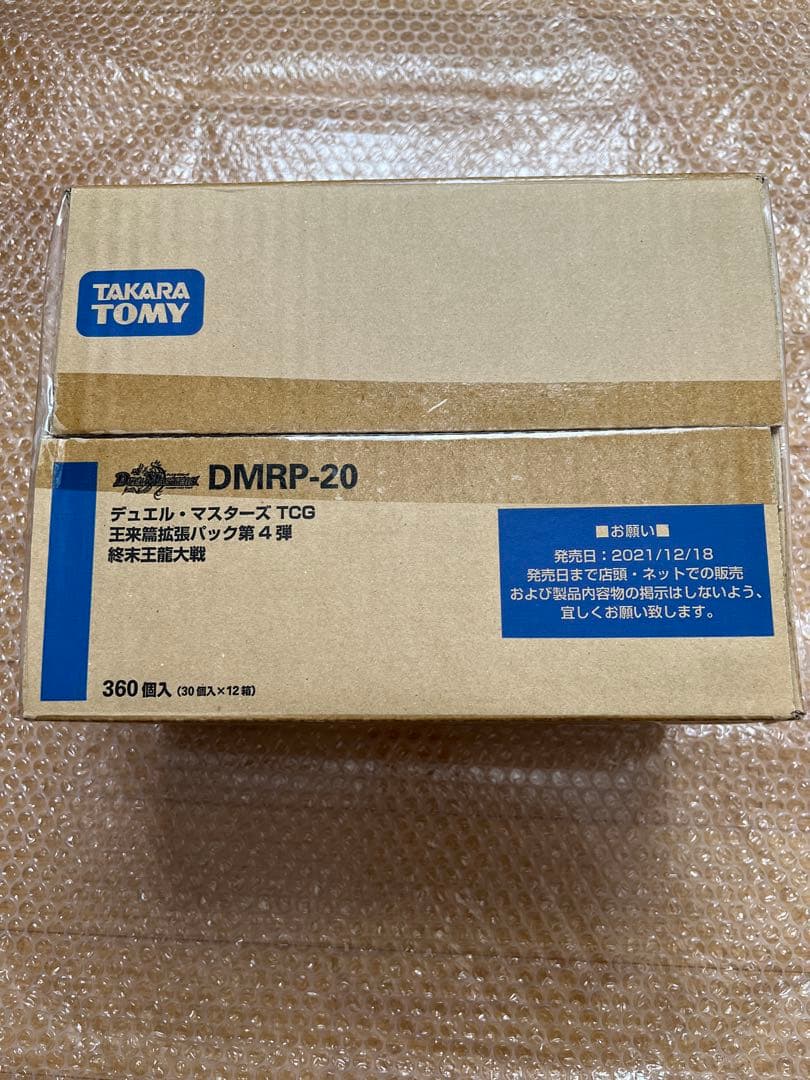 TAKARA
TOMY
DUEL MASTERS DMRP-20
デュエル・マスターズ TCG
王来篇拡張パック第4弾
終末王龍大戦
360個入（30個入×12箱）
■お願い■
発売日：2021/12/18
発売日まで店頭・ネットでの販売
および製品内容物の掲示はしないよう、
宜しくお願い致します。